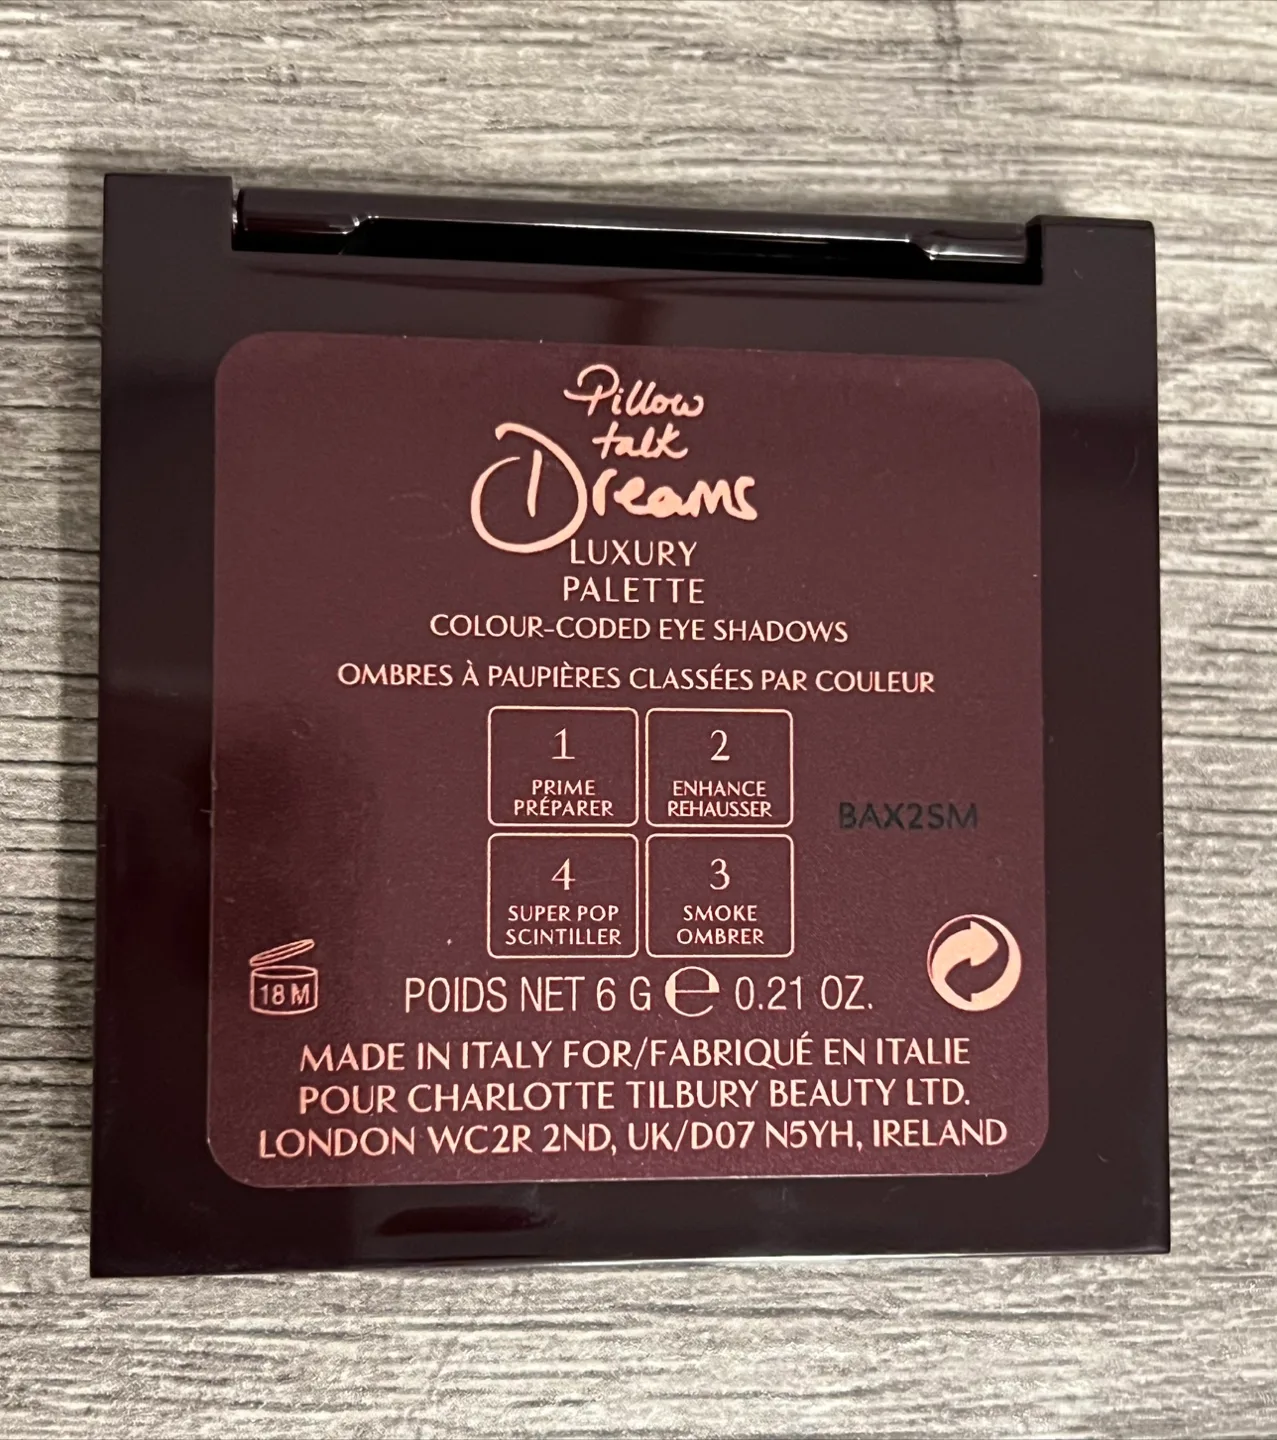 Pillow
talk
Dreams
LUXURY
PALETTE
COLOUR-CODED EYE SHADOWS
OMBRES À PAUPIÈRES CLASSÉES PAR COULEUR
1
PRIME
PRÉPARER
2
ENHANCE
REHAUSSER
BAX2SM
4
SUPER POP
SCINTILLER
3
SMOKE
OMBRER
18 M
POIDS NET 6 G ℮ 0.21 OZ.
MADE IN ITALY FOR/FABRIQUÉ EN ITALIE
POUR CHARLOTTE TILBURY BEAUTY LTD.
LONDON WC2R 2ND, UK/D07 N5YH, IRELAND